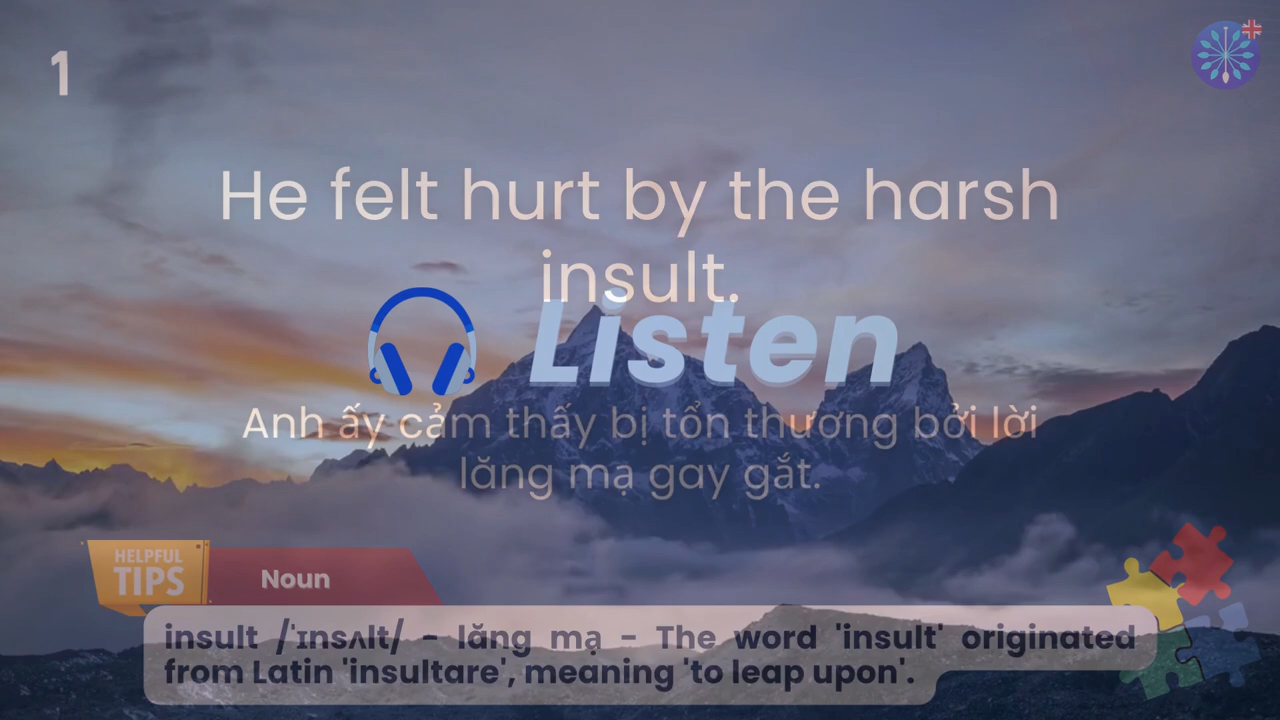 1
He felt hurt by the harsh
insult.
Listen
Anh ấy cảm thấy bị tổn thương bởi lời
lăng mạ gay gắt.
HELPFUL
TIPS
Noun
insult /ˈɪnsʌlt/ - lăng mạ - The word 'insult' originated
from Latin 'insultare', meaning 'to leap upon'.